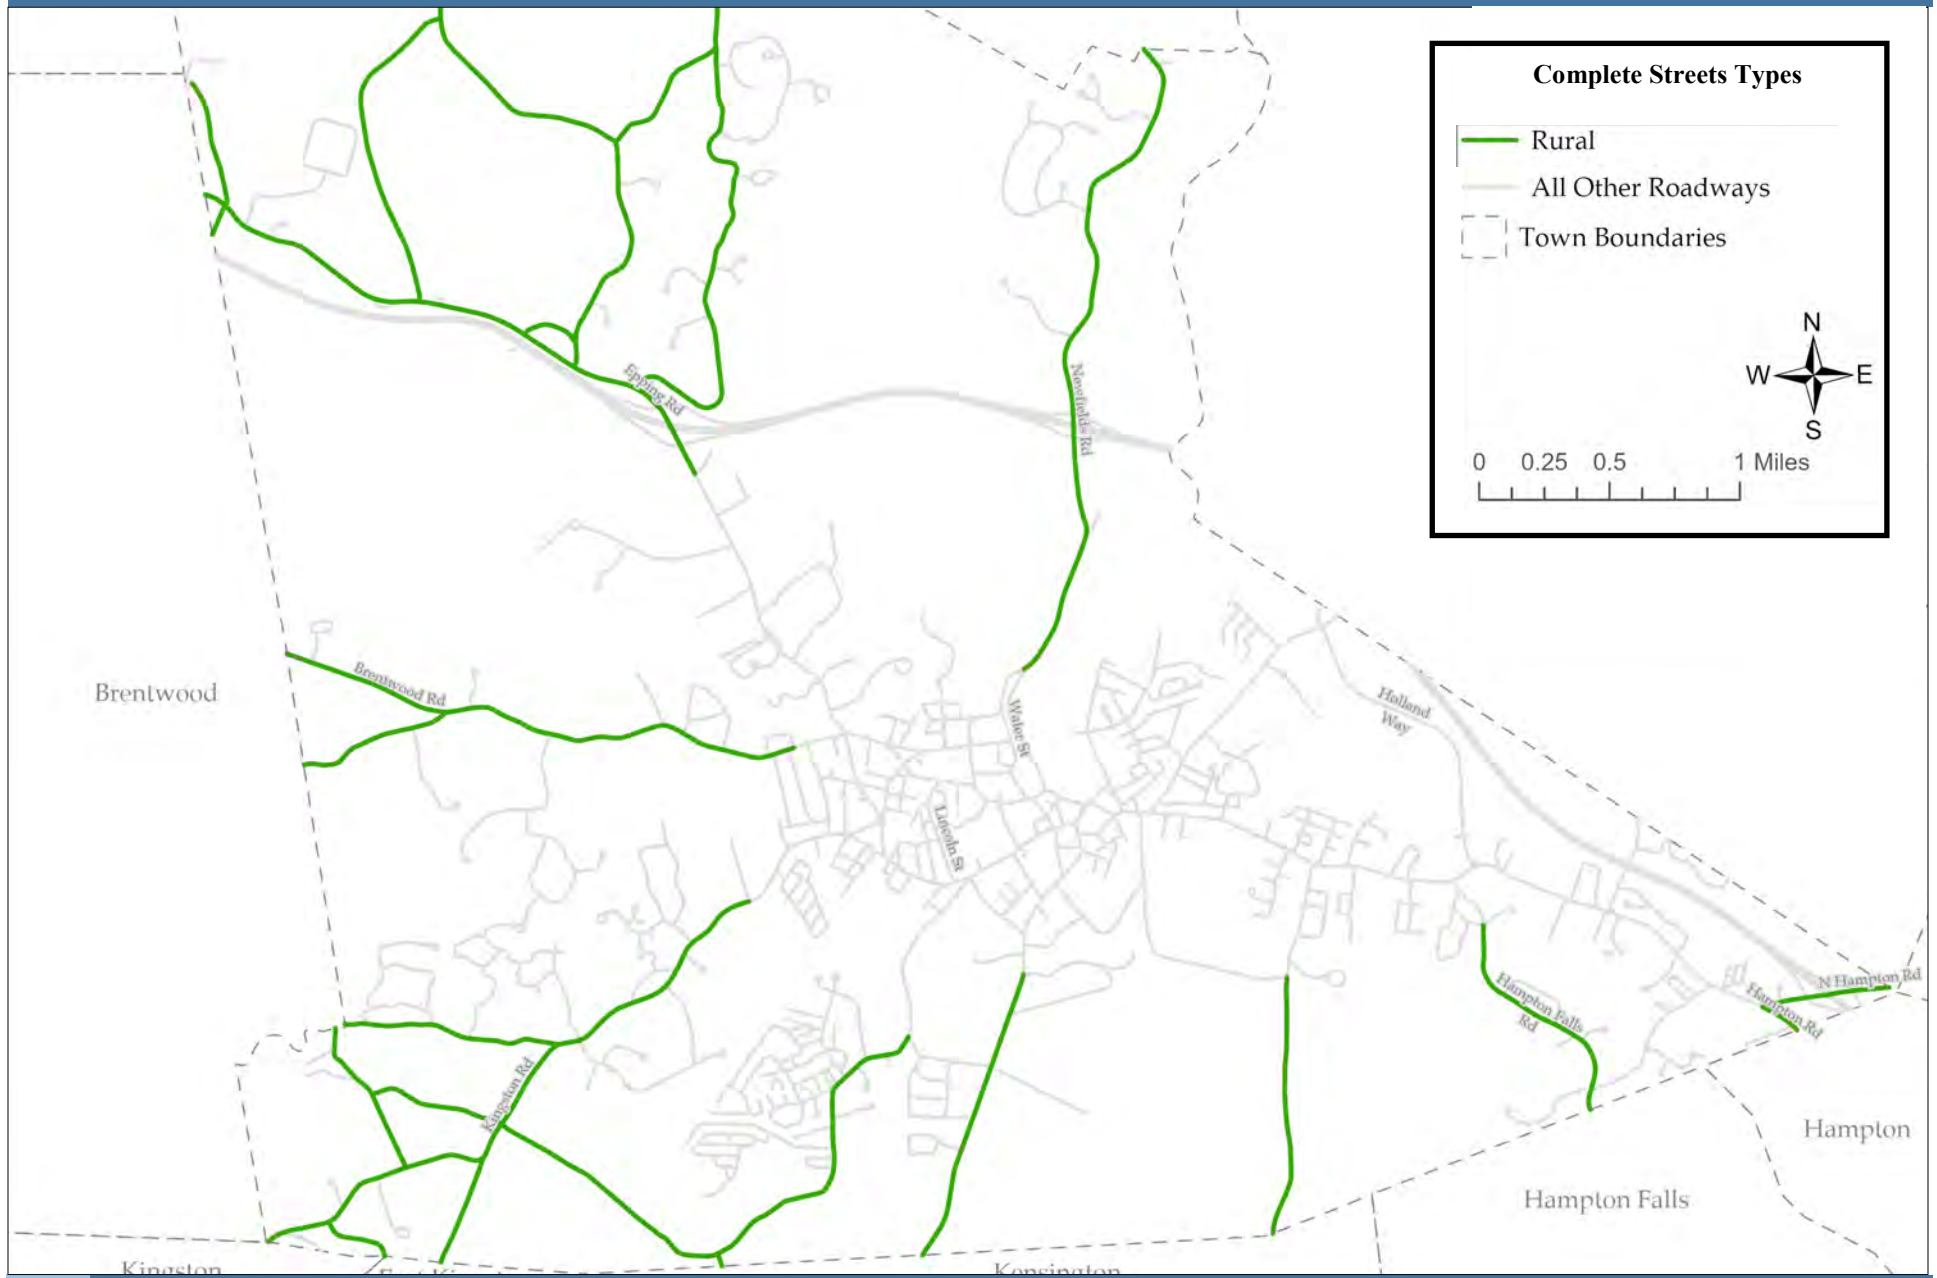 Complete Streets Types
Rural
All Other Roadways
Town Boundaries
N
W E
S
0 0.25 0.5 1 Miles
Epping Rd
Newfields Rd
Brentwood Rd
Brentwood
Holland
Way
Water St
Lincoln St
N Hampton Rd
Hampton Rd
Hampton Falls
Rd
Kingston Rd
Hampton
Hampton Falls
Kingston
Kensington